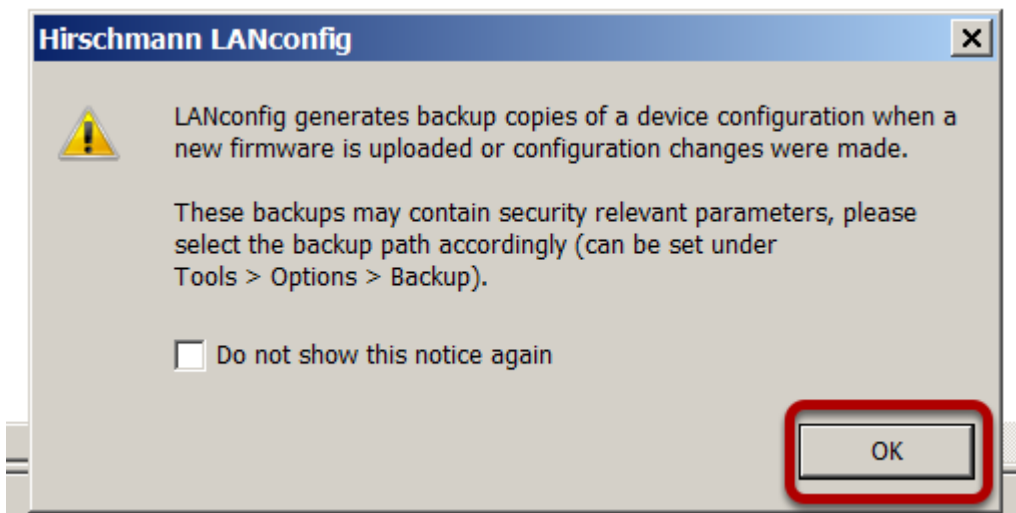 Hirschmann LANconfig
LANconfig generates backup copies of a device configuration when a
new firmware is uploaded or configuration changes were made.
These backups may contain security relevant parameters, please
select the backup path accordingly (can be set under
Tools > Options > Backup).
Do not show this notice again
OK